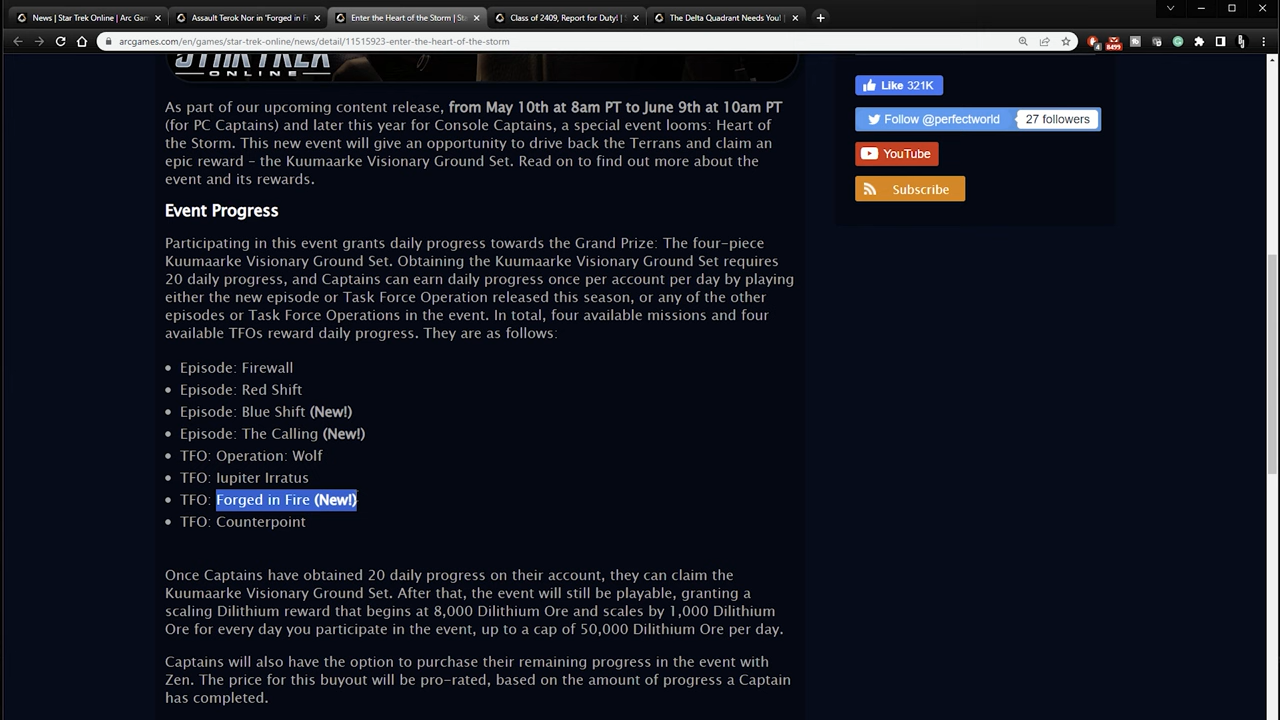 News | Star Trek Online | Arc Gam
Assault Terok Nor in 'Forged in F
Enter the Heart of the Storm | Sta
Class of 2409, Report for Duty! | S
The Delta Quadrant Needs You!
arcgames.com/en/games/star-trek-online/news/detail/11515923-enter-the-heart-of-the-storm
4
8499
STAR TREK
ONLINE
As part of our upcoming content release, from May 10th at 8am PT to June 9th at 10am PT
(for PC Captains) and later this year for Console Captains, a special event looms: Heart of
the Storm. This new event will give an opportunity to drive back the Terrans and claim an
epic reward – the Kuumaarke Visionary Ground Set. Read on to find out more about the
event and its rewards.
Event Progress
Participating in this event grants daily progress towards the Grand Prize: The four-piece
Kuumaarke Visionary Ground Set. Obtaining the Kuumaarke Visionary Ground Set requires
20 daily progress, and Captains can earn daily progress once per account per day by playing
either the new episode or Task Force Operation released this season, or any of the other
episodes or Task Force Operations in the event. In total, four available missions and four
available TFOs reward daily progress. They are as follows:
• Episode: Firewall
• Episode: Red Shift
• Episode: Blue Shift (New!)
• Episode: The Calling (New!)
• TFO: Operation: Wolf
• TFO: Iupiter Irratus
• TFO: Forged in Fire (New!)
• TFO: Counterpoint
Once Captains have obtained 20 daily progress on their account, they can claim the
Kuumaarke Visionary Ground Set. After that, the event will still be playable, granting a
scaling Dilithium reward that begins at 8,000 Dilithium Ore and scales by 1,000 Dilithium
Ore for every day you participate in the event, up to a cap of 50,000 Dilithium Ore per day.
Captains will also have the option to purchase their remaining progress in the event with
Zen. The price for this buyout will be pro-rated, based on the amount of progress a Captain
has completed.
Like 321K
Follow @perfectworld
27 followers
YouTube
Subscribe